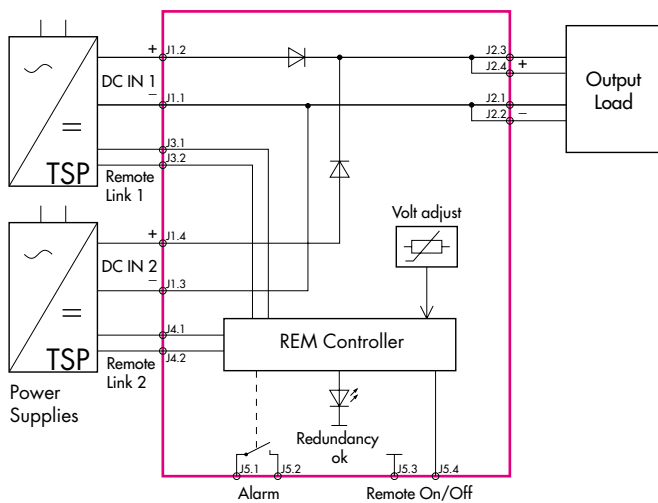 +
J1.2
DC IN 1
–
J1.1
J3.1
J3.2
TSP
Remote
Link 1
J2.3
J2.4
+
J2.1
J2.2
–
Output
Load
Volt adjust
+
J1.4
DC IN 2
–
J1.3
J4.1
J4.2
TSP
Remote
Link 2
Power
Supplies
REM Controller
Redundancy
ok
J5.1
J5.2
J5.3
J5.4
Alarm
Remote On/Off